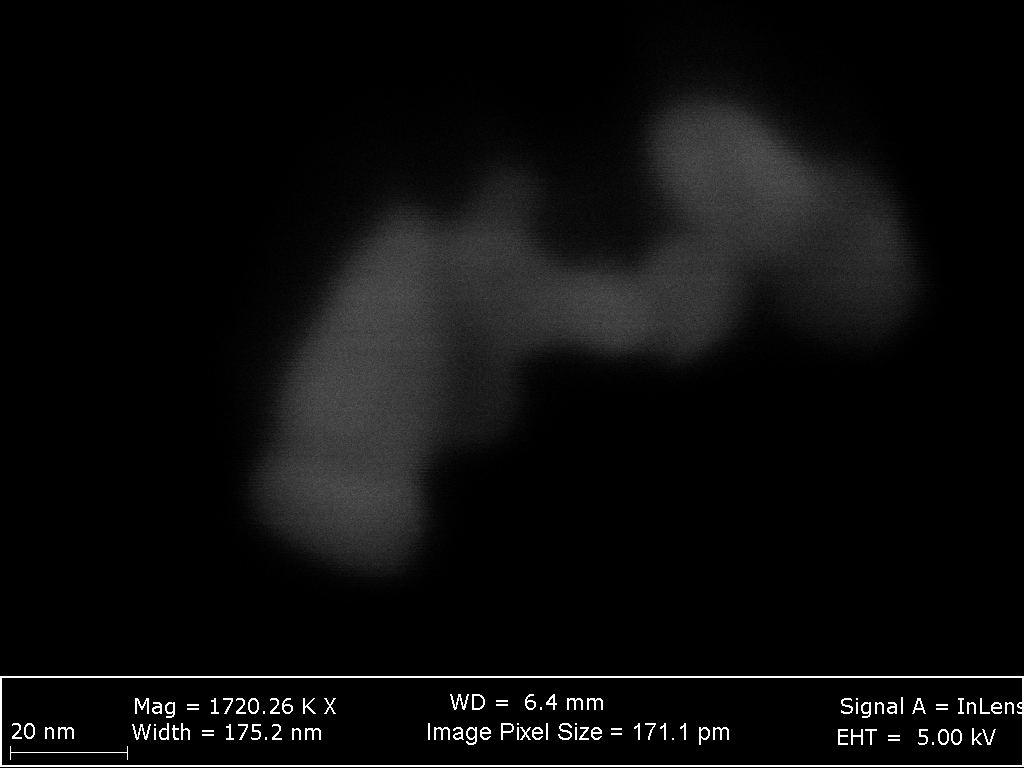 20 nm
Mag = 1720.26 K X
Width = 175.2 nm
WD = 6.4 mm
Image Pixel Size = 171.1 pm
Signal A = InLens
EHT = 5.00 kV